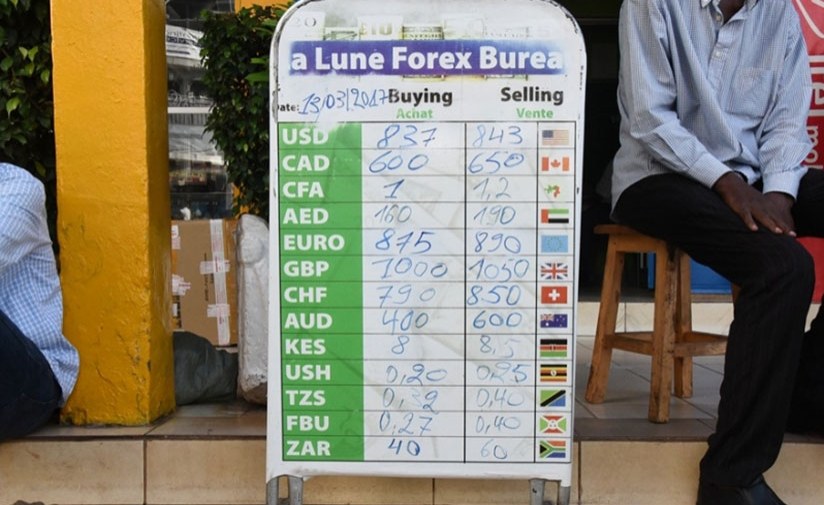 a Lune Forex Burea
Date: 13/03/2017 Buying Selling
Achat Vente
USD 837 843
CAD 600 650
CFA 1 1,2
AED 160 190
EURO 875 890
GBP 1000 1050
CHF 790 850
AUD 400 600
KES 8 8,5
USH 0,20 0,25
TZS 0,32 0,40
FBU 0,27 0,40
ZAR 40 60